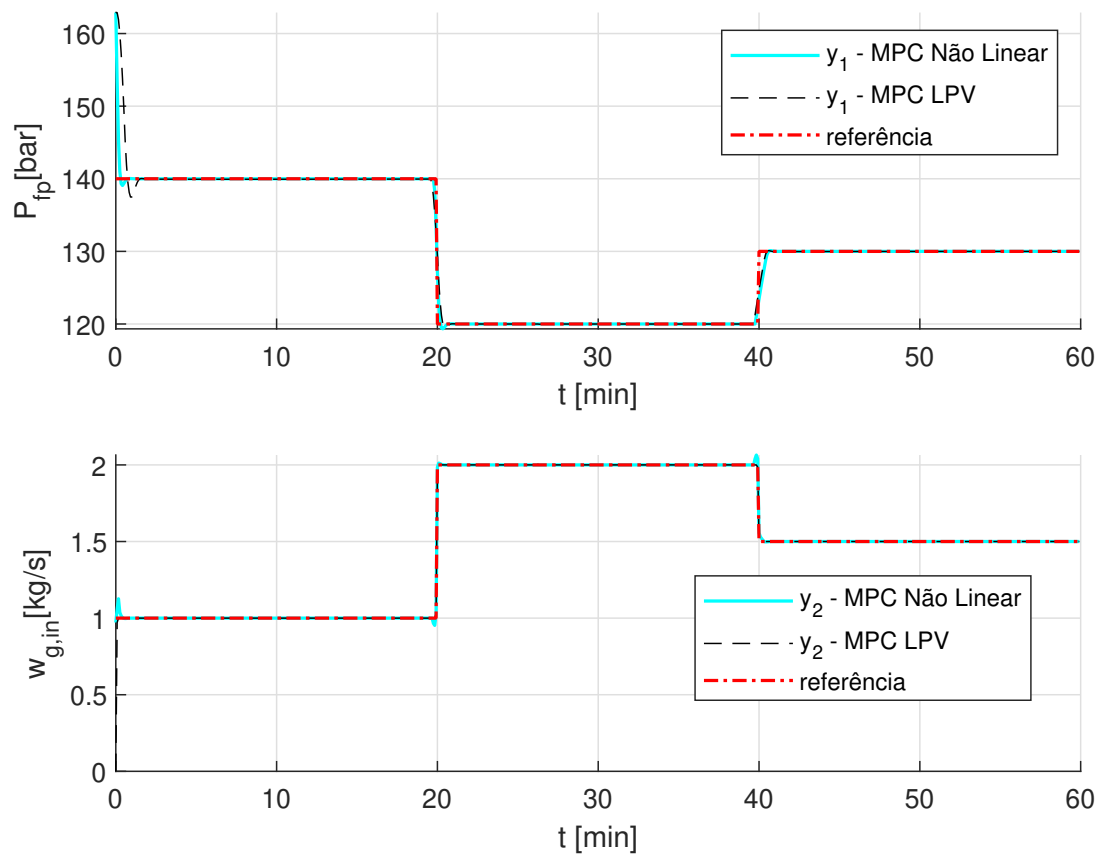 160
150
140
130
120
P_fp[bar]
y_1 - MPC Não Linear
y_1 - MPC LPV
referência
0 10 20 30 40 50 60
t [min]
2
1.5
1
0.5
0
w_g,in[kg/s]
y_2 - MPC Não Linear
y_2 - MPC LPV
referência
0 10 20 30 40 50 60
t [min]